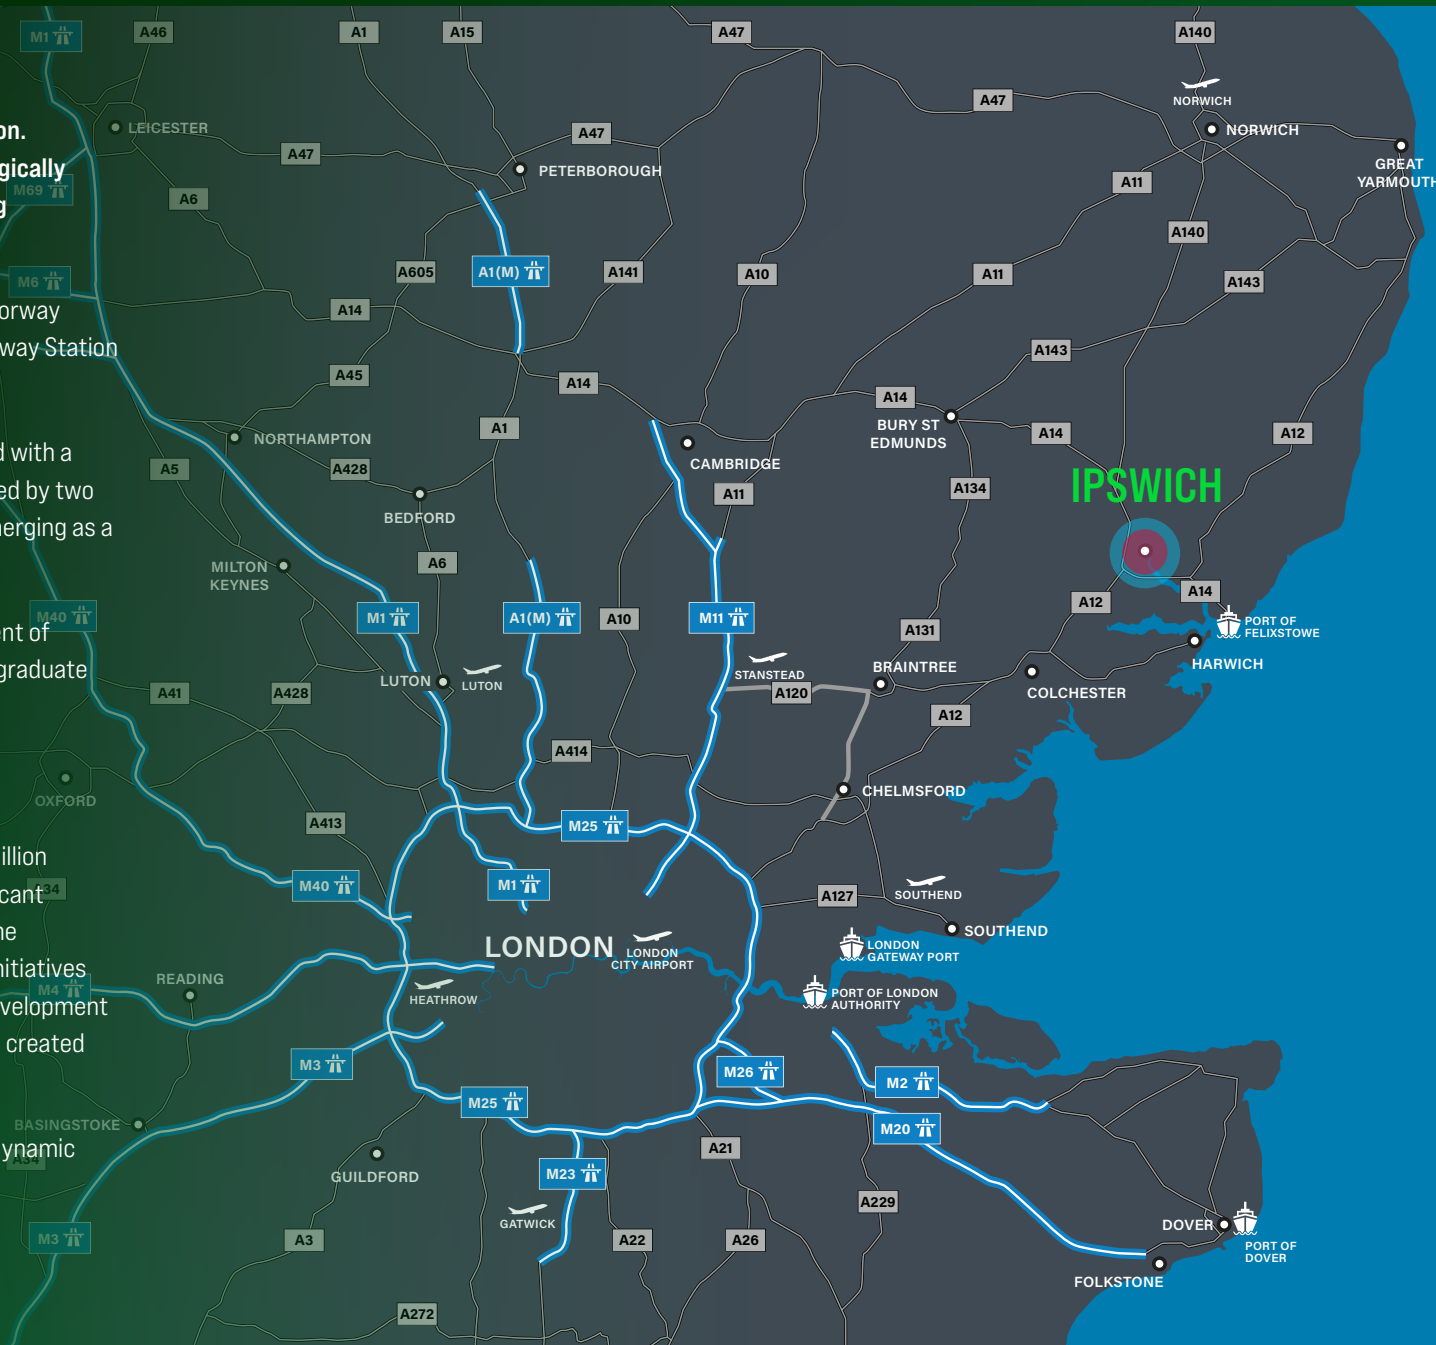 on.
gically
g
orway
way Station
d with a
ed by two
nerging as a
ent of
graduate
illion
cant
ne
nitiatives
velopment
created
ynamic
M1
A46
A1
A15
A47
A140
NORWICH
A47
LEICESTER
A47
A47
PETERBOROUGH
NORWICH
GREAT
YARMOUTH
M69
A6
A11
A140
M6
A605
A1(M)
A141
A10
A11
A143
A14
A143
A45
A14
A14
BURY ST
EDMUNDS
A14
A12
NORTHAMPTON
A1
A5
A428
CAMBRIDGE
A11
A134
IPSWICH
BEDFORD
MILTON
KEYNES
A6
M40
M1
A1(M)
A10
M11
A131
A12
A14
PORT OF
FELIXSTOWE
HARWICH
LUTON
LUTON
STANSTEAD
A120
BRAINTREE
COLCHESTER
A41
A428
A12
A414
OXFORD
CHELMSFORD
A413
M25
A34
M40
M1
A127
SOUTHEND
SOUTHEND
LONDON
LONDON
CITY AIRPORT
LONDON
GATEWAY PORT
M4
READING
HEATHROW
PORT OF LONDON
AUTHORITY
M3
M26
M2
M25
M20
BASINGSTOKE
A34
GUILDFORD
M23
A21
GATWICK
A229
M3
A3
A22
A26
DOVER
PORT OF
DOVER
FOLKSTONE
A272